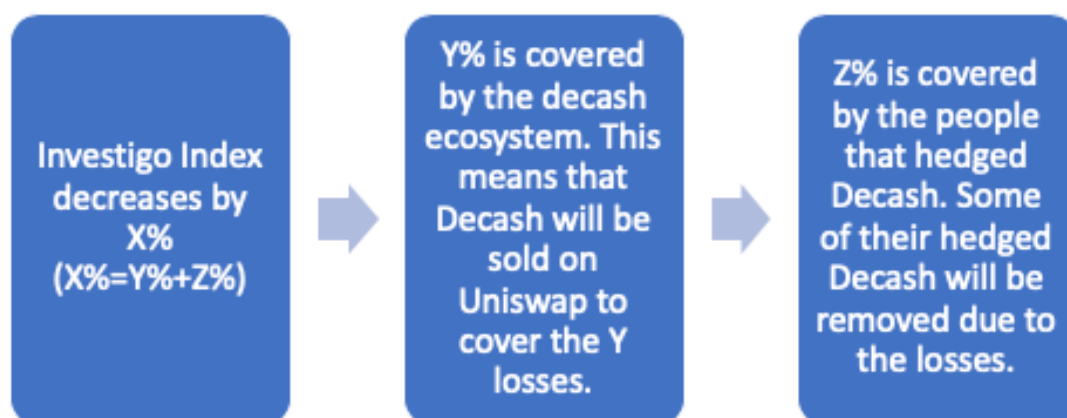 Investigo Index
decreases by
X%
(X%=Y%+Z%)
Y% is covered
by the decash
ecosystem. This
means that
Decash will be
sold on
Uniswap to
cover the Y
losses.
Z% is covered
by the people
that hedged
Decash. Some
of their hedged
Decash will be
removed due to
the losses.